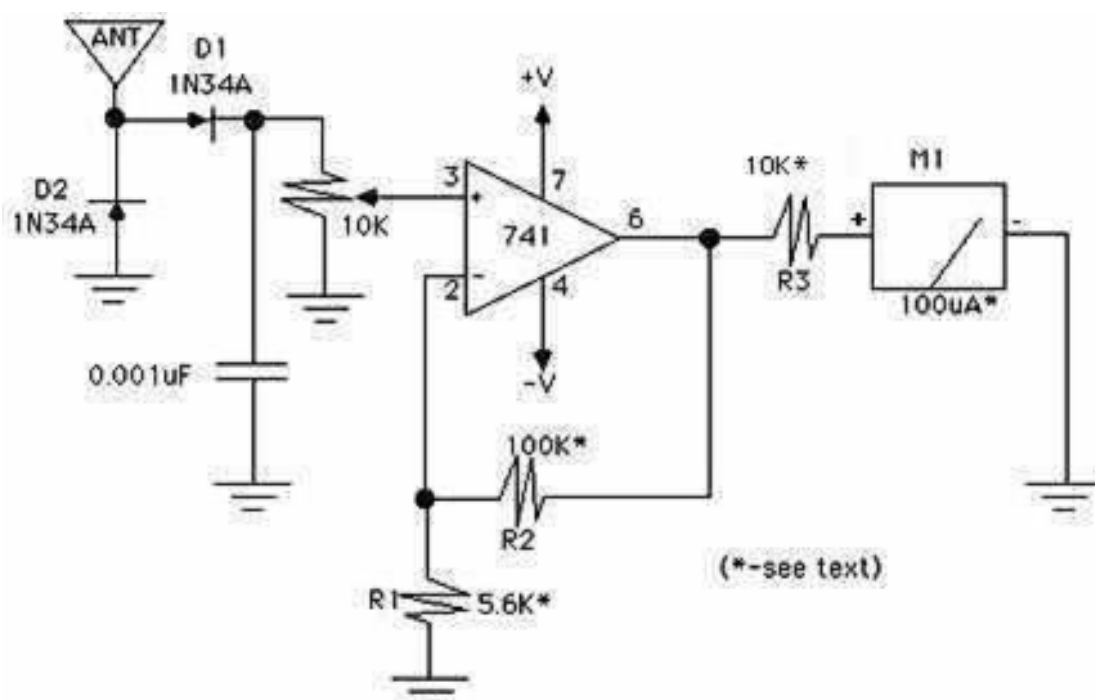 ANT
D1
1N34A
D2
1N34A
10K
0.001uF
+V
3
7
+
741
6
-
2
4
-V
10K*
R3
M1
+
-
100uA*
100K*
R2
R1
5.6K*
(*-see text)